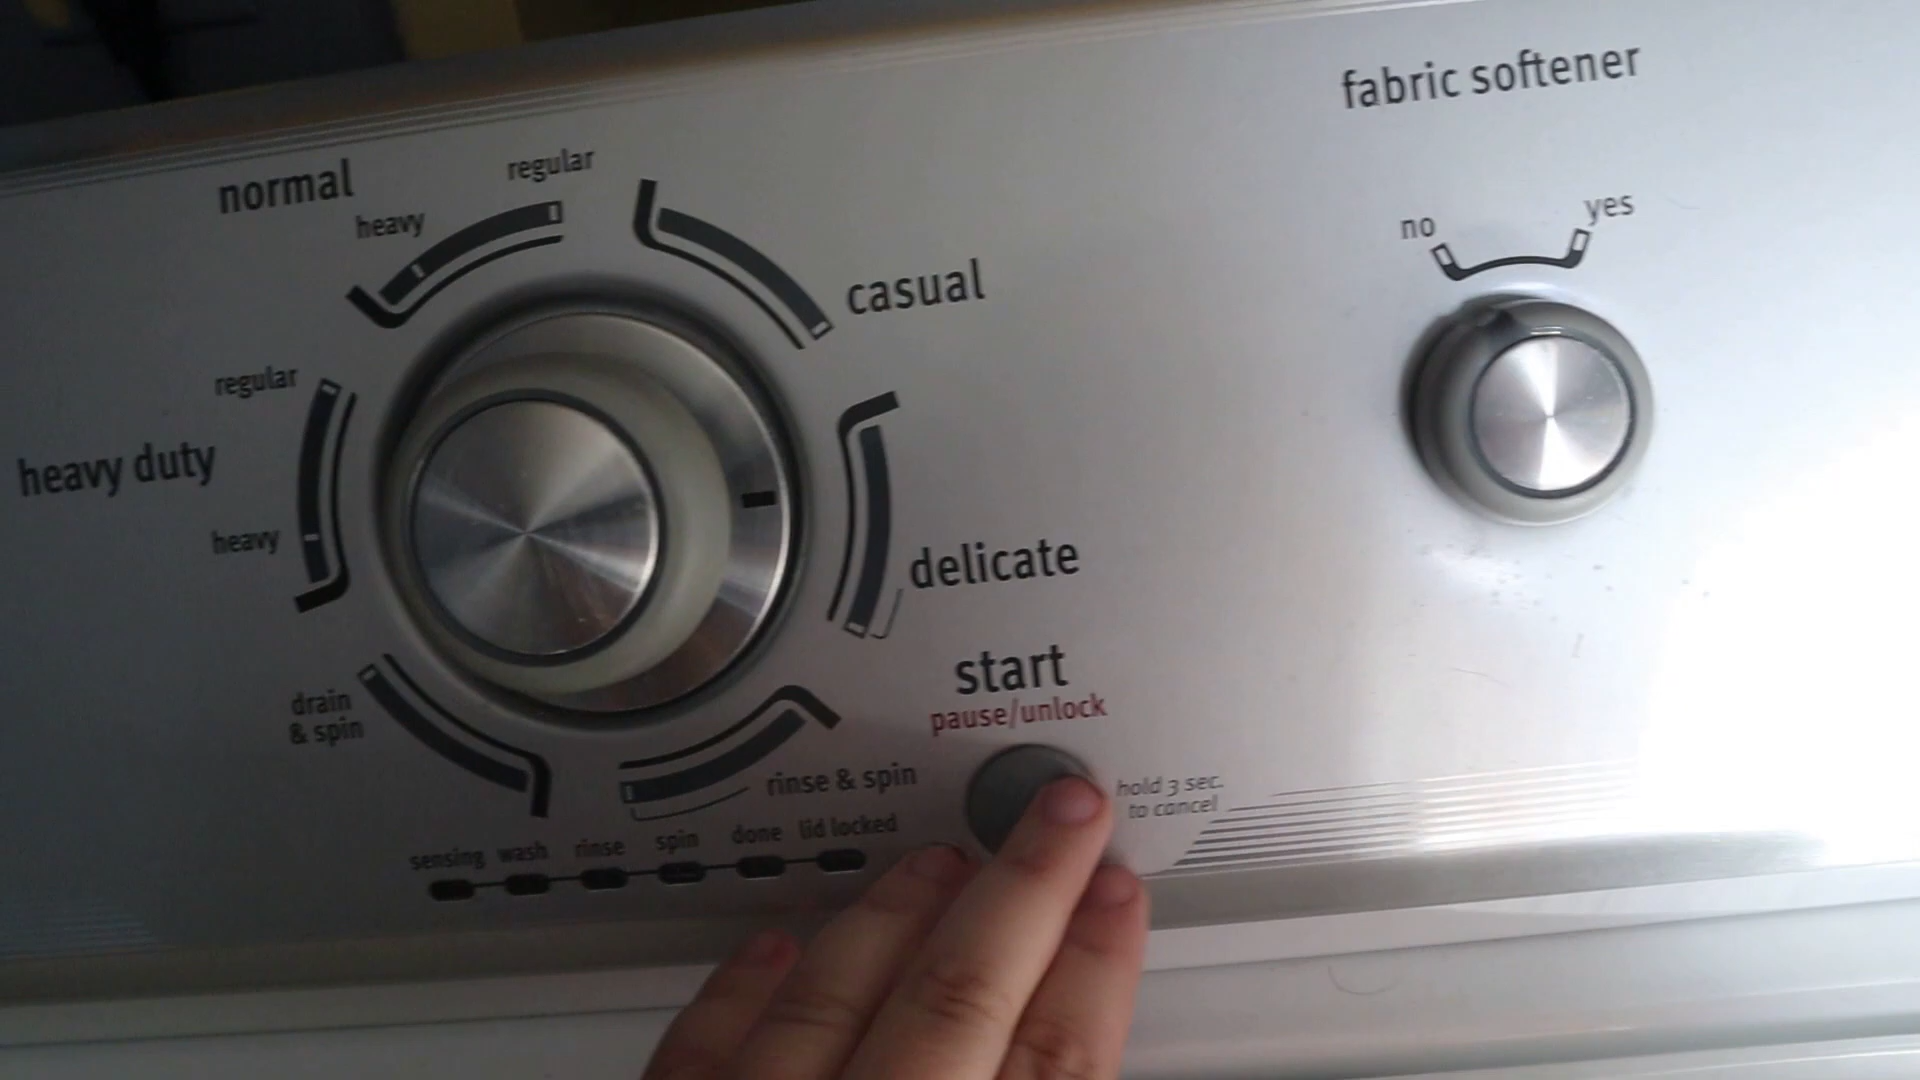 fabric softener
no
yes
normal
regular
heavy
casual
regular
heavy duty
heavy
delicate
start
pause/unlock
drain
& spin
rinse & spin
hold 3 sec.
to cancel
sensing wash rinse spin done lid locked